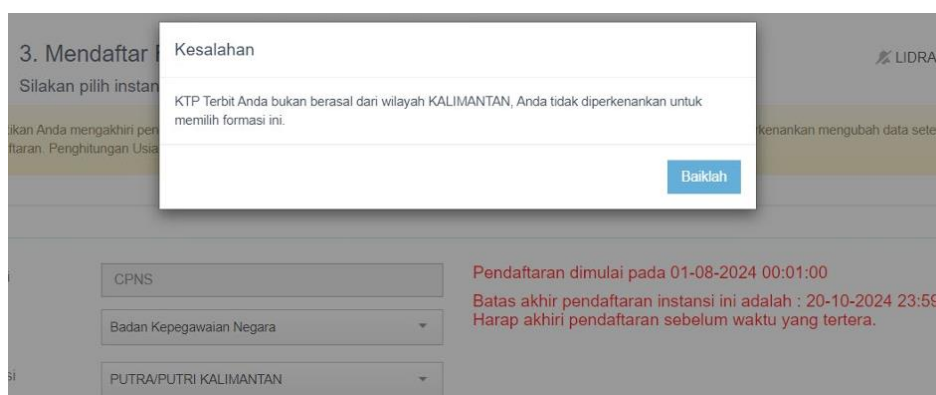 3. Mendaftar
Silakan pilih instan
LIDRA
Kesalahan
KTP Terbit Anda bukan berasal dari wilayah KALIMANTAN, Anda tidak diperkenankan untuk
memilih formasi ini.
Baiklah
ikan Anda mengakhiri pen
kenankan mengubah data sete
ftaran. Penghitungan Usia
CPNS
Pendaftaran dimulai pada 01-08-2024 00:01:00
Batas akhir pendaftaran instansi ini adalah : 20-10-2024 23:59
Harap akhiri pendaftaran sebelum waktu yang tertera.
Badan Kepegawaian Negara
si
PUTRA/PUTRI KALIMANTAN